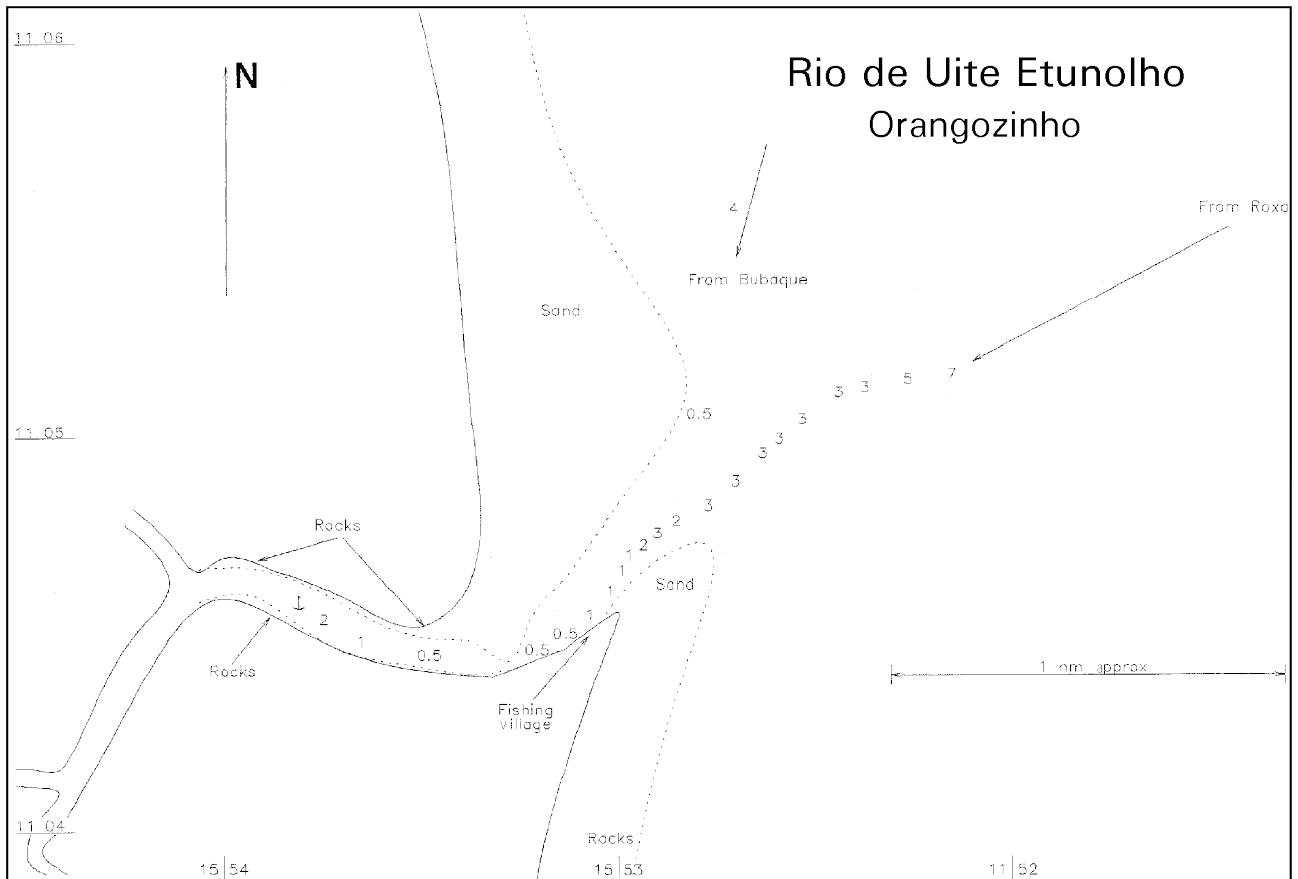 11 06
N
Rio de Uite Etunolho
Orangozinho
4
From Roxa
From Bubaque
Sand
3 3 5 7
0.5
3
11 05
3
3
3
3
2
Rocks
3
2
1
Sand
1
1
1
2
0.5
1
0.5
0.5
Rocks
1 nm approx
Fishing
village
11 04
Rocks
15 54
15 53
11 52